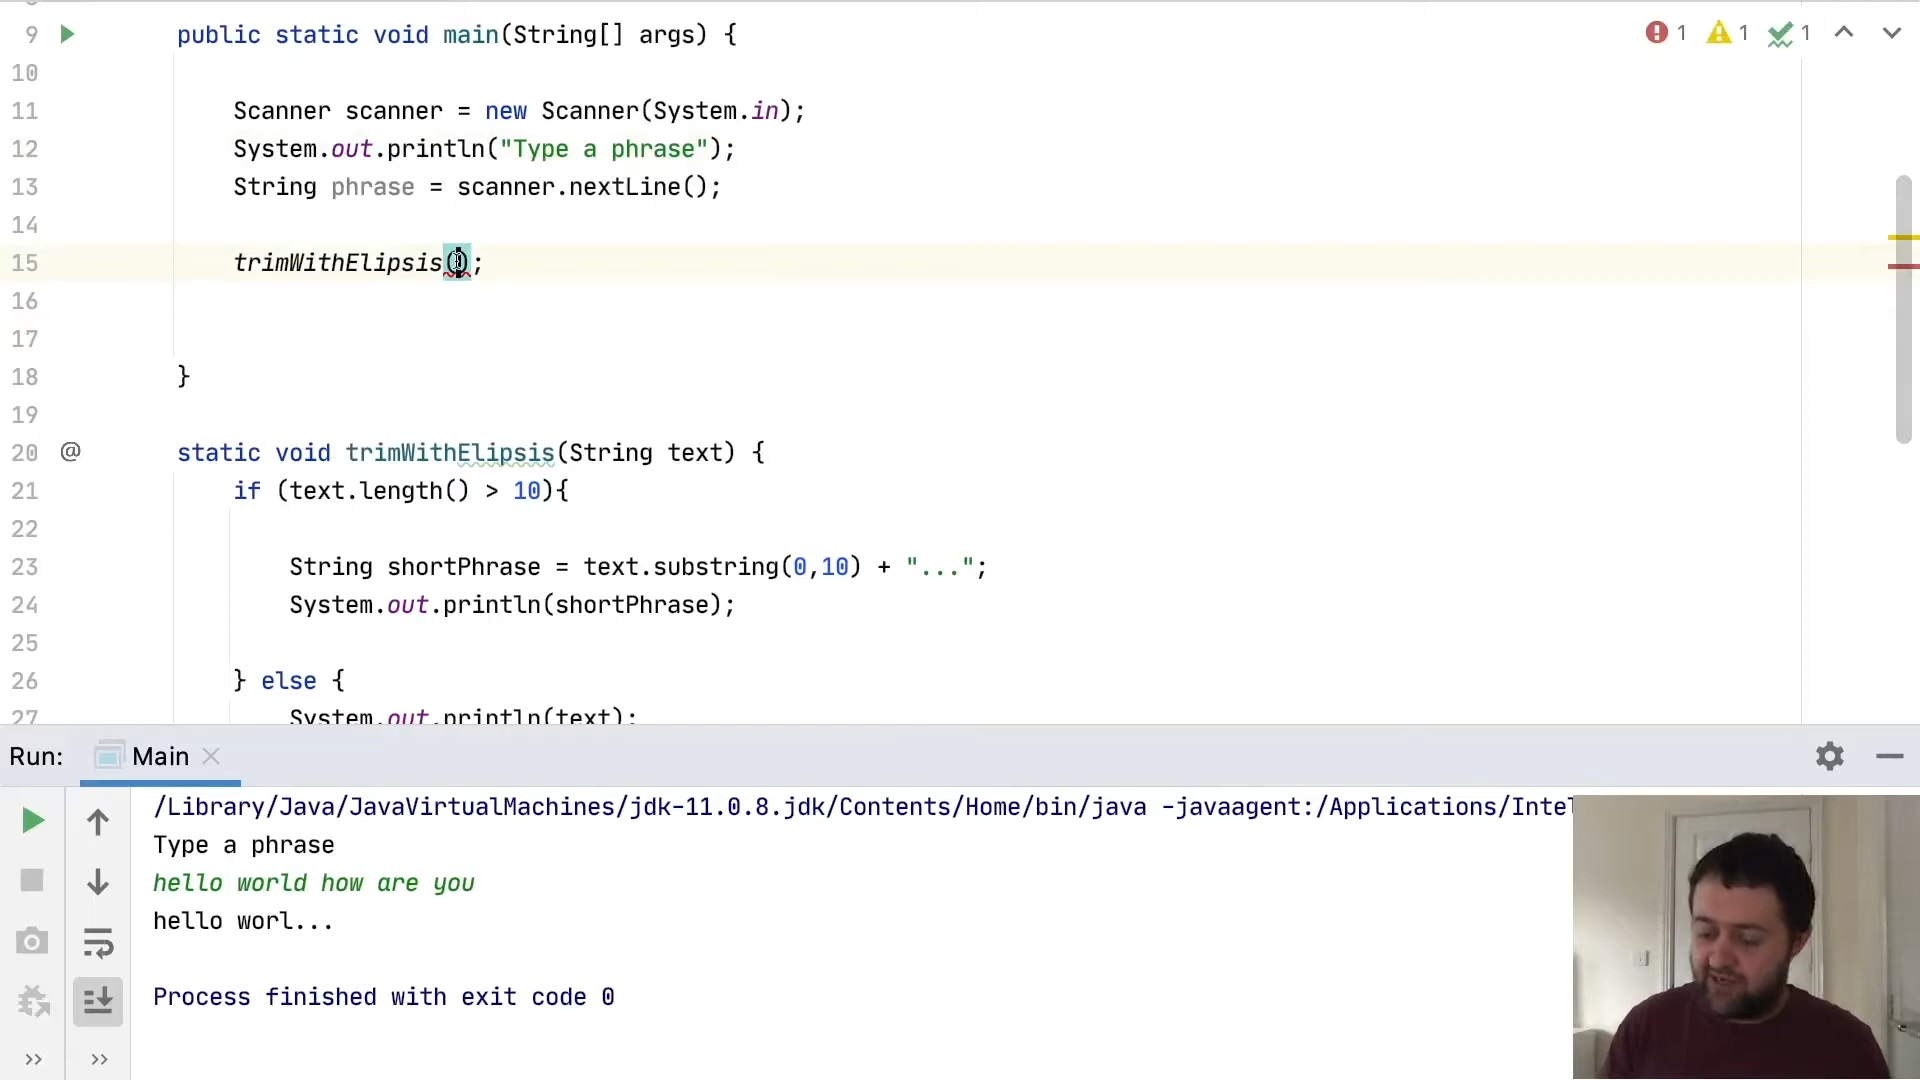 9 public static void main(String[] args) { 1 1 1
10
11 Scanner scanner = new Scanner(System.in);
12 System.out.println("Type a phrase");
13 String phrase = scanner.nextLine();
14
15 trimWithElipsis();
16
17
18 }
19
20 @ static void trimWithElipsis(String text) {
21 if (text.length() > 10){
22
23 String shortPhrase = text.substring(0,10) + "...";
24 System.out.println(shortPhrase);
25
26 } else {
27 System.out.println(text);
Run: Main
/Library/Java/JavaVirtualMachines/jdk-11.0.8.jdk/Contents/Home/bin/java -javaagent:/Applications/Inte
Type a phrase
hello world how are you
hello worl...
Process finished with exit code 0